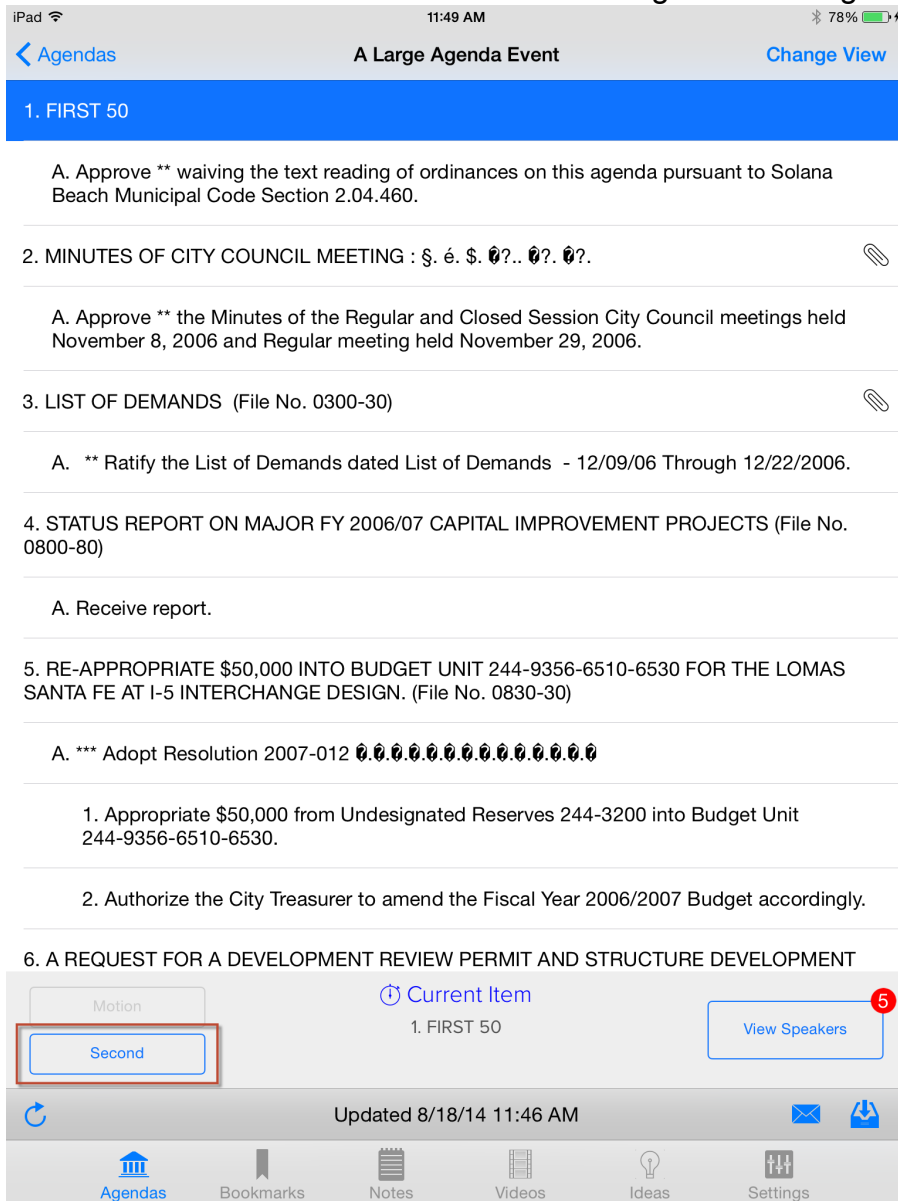 iPad 11:49 AM 78%
Agendas A Large Agenda Event Change View
1. FIRST 50
A. Approve ** waiving the text reading of ordinances on this agenda pursuant to Solana
Beach Municipal Code Section 2.04.460.
2. MINUTES OF CITY COUNCIL MEETING : §. é. $. �?.. �?. �?.
A. Approve ** the Minutes of the Regular and Closed Session City Council meetings held
November 8, 2006 and Regular meeting held November 29, 2006.
3. LIST OF DEMANDS (File No. 0300-30)
A. ** Ratify the List of Demands dated List of Demands - 12/09/06 Through 12/22/2006.
4. STATUS REPORT ON MAJOR FY 2006/07 CAPITAL IMPROVEMENT PROJECTS (File No.
0800-80)
A. Receive report.
5. RE-APPROPRIATE $50,000 INTO BUDGET UNIT 244-9356-6510-6530 FOR THE LOMAS
SANTA FE AT I-5 INTERCHANGE DESIGN. (File No. 0830-30)
A. *** Adopt Resolution 2007-012 �.�.�.�.�.�.�.�.�.�.�.�.�.�
1. Appropriate $50,000 from Undesignated Reserves 244-3200 into Budget Unit
244-9356-6510-6530.
2. Authorize the City Treasurer to amend the Fiscal Year 2006/2007 Budget accordingly.
6. A REQUEST FOR A DEVELOPMENT REVIEW PERMIT AND STRUCTURE DEVELOPMENT
Motion
Current Item
5
1. FIRST 50
View Speakers
Second
Updated 8/18/14 11:46 AM
Agendas Bookmarks Notes Videos Ideas Settings